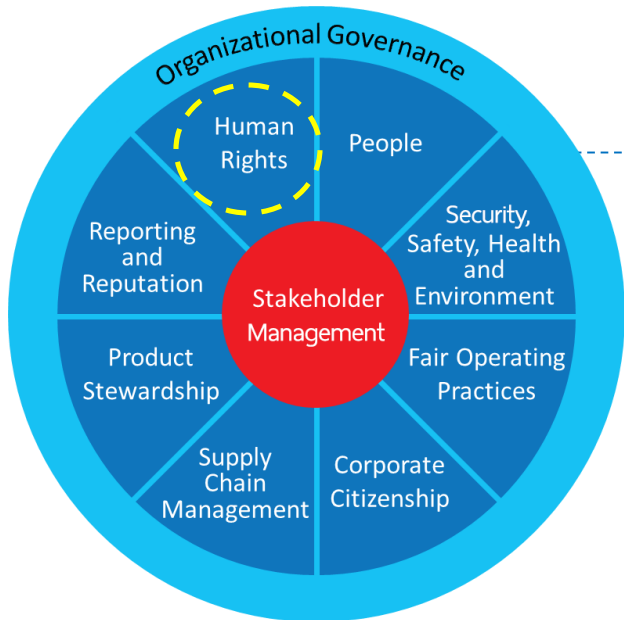 Organizational Governance
Human
Rights
People
Security,
Safety, Health
and
Environment
Fair Operating
Practices
Corporate
Citizenship
Supply
Chain
Management
Product
Stewardship
Reporting
and
Reputation
Stakeholder
Management